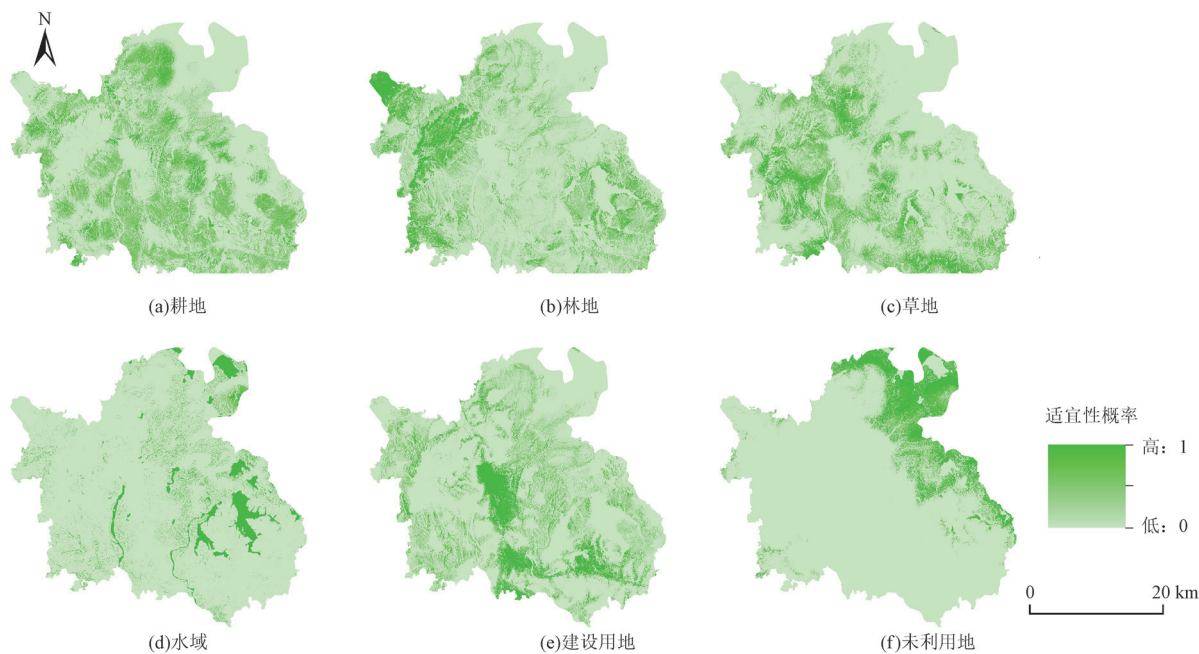 N
(a)耕地
(b)林地
(c)草地
适宜性概率
高：1
低：0
0 20 km
(d)水域
(e)建设用地
(f)未利用地